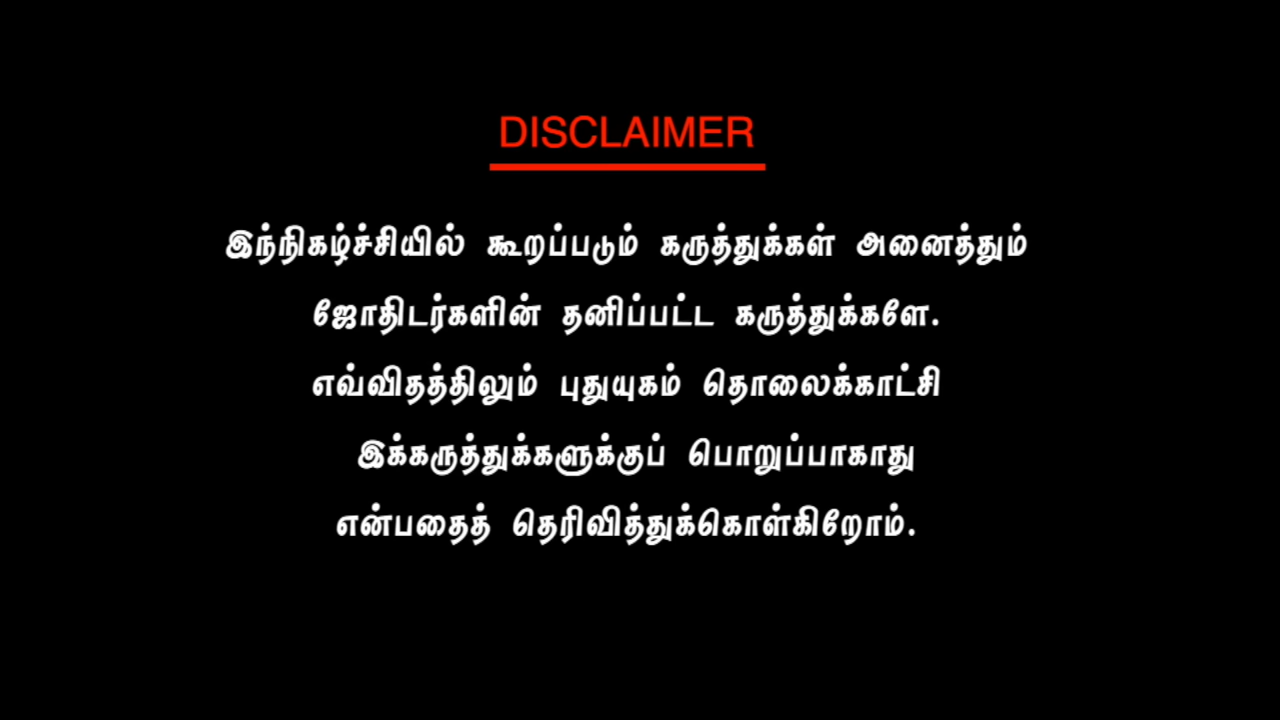 DISCLAIMER
இந்நிகழ்ச்சியில் கூறப்படும் கருத்துக்கள் அனைத்தும்
ஜோதிடர்களின் தனிப்பட்ட கருத்துக்களே.
எவ்விதத்திலும் புதுயுகம் தொலைக்காட்சி
இக்கருத்துக்களுக்குப் பொறுப்பாகாது
என்பதைத் தெரிவித்துக்கொள்கிறோம்.